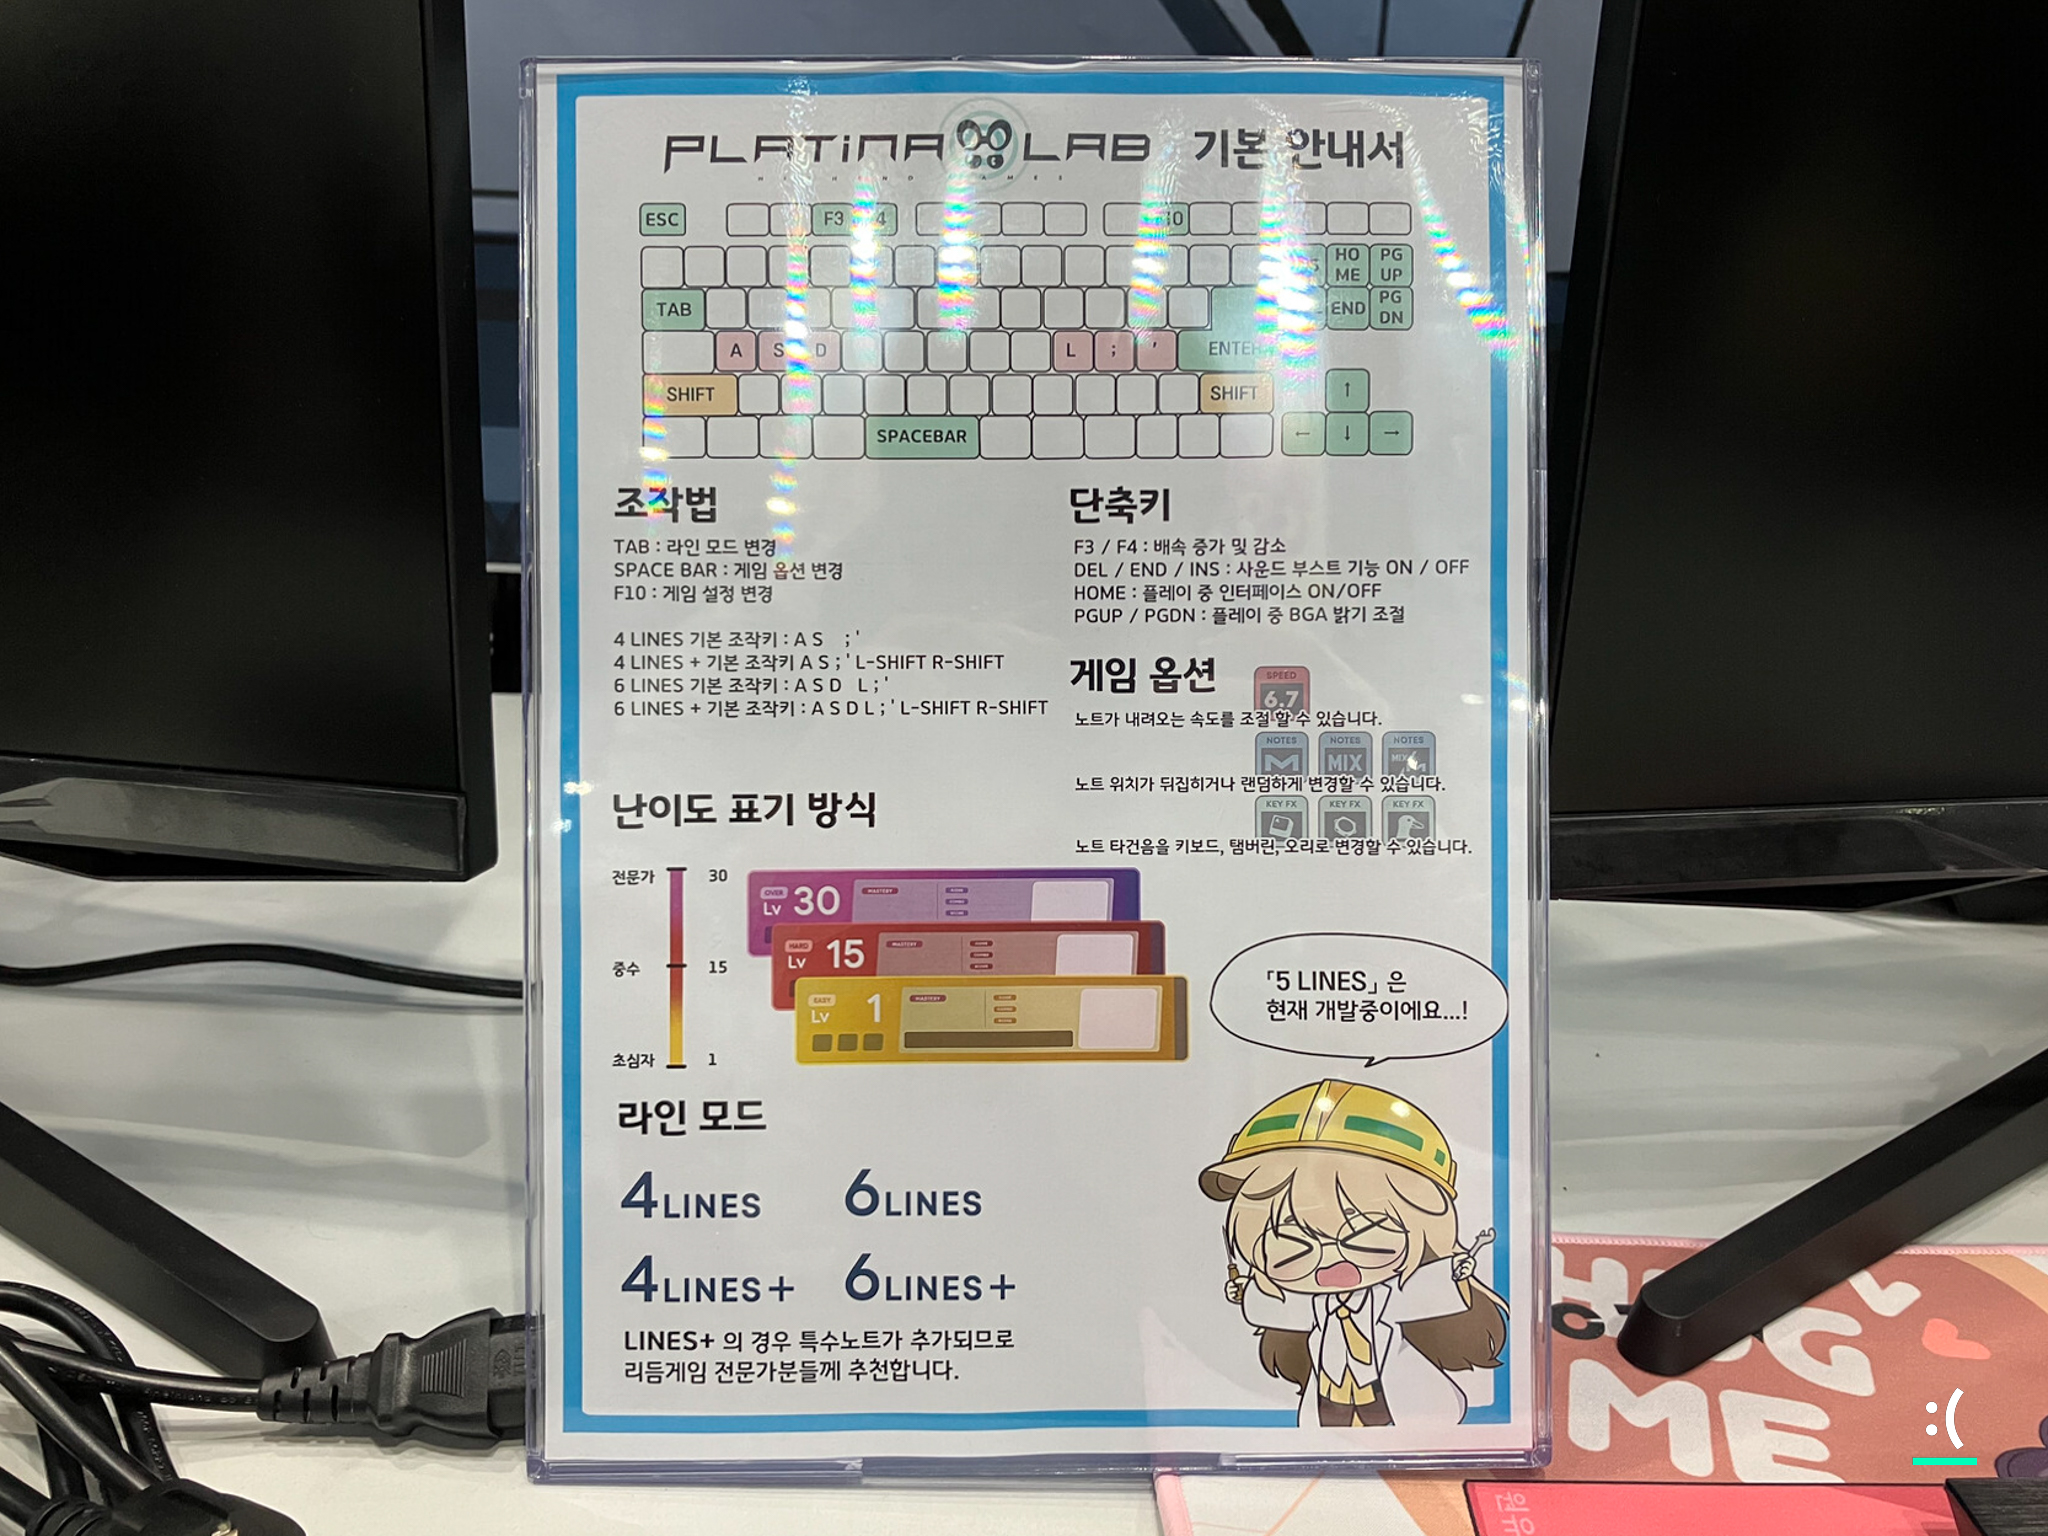 PLATiNA LAB 기본 안내서
ESC F3 4
HO
ME
PG
UP
TAB END PG
DN
A S D L ; ' ENTER
SHIFT SHIFT ↑
SPACEBAR ← ↓ →
조작법
TAB : 라인 모드 변경
SPACE BAR : 게임 옵션 변경
F10 : 게임 설정 변경
4 LINES 기본 조작키 : A S ; '
4 LINES + 기본 조작키 A S ; ' L-SHIFT R-SHIFT
6 LINES 기본 조작키 : A S D L ; '
6 LINES + 기본 조작키 : A S D L ; ' L-SHIFT R-SHIFT
단축키
F3 / F4 : 배속 증가 및 감소
DEL / END / INS : 사운드 부스트 기능 ON / OFF
HOME : 플레이 중 인터페이스 ON/OFF
PGUP / PGDN : 플레이 중 BGA 밝기 조절
게임 옵션
SPEED
6.7
노트가 내려오는 속도를 조절 할 수 있습니다.
NOTES NOTES NOTES
M MIX
노트 위치가 뒤집히거나 랜덤하게 변경할 수 있습니다.
KEY FX KEY FX KEY FX
노트 타건음을 키보드, 탬버린, 오리로 변경할 수 있습니다.
난이도 표기 방식
전문가 30
중수 15
초심자 1
OVER
Lv 30
MASTERY
HARD
Lv 15
MASTERY
EASY
Lv 1
MASTERY
「5 LINES」 은
현재 개발중이에요...!
라인 모드
4LINES 6LINES
4LINES+ 6LINES+
LINES+ 의 경우 특수노트가 추가되므로
리듬게임 전문가분들께 추천합니다.
HUG
ME
:(